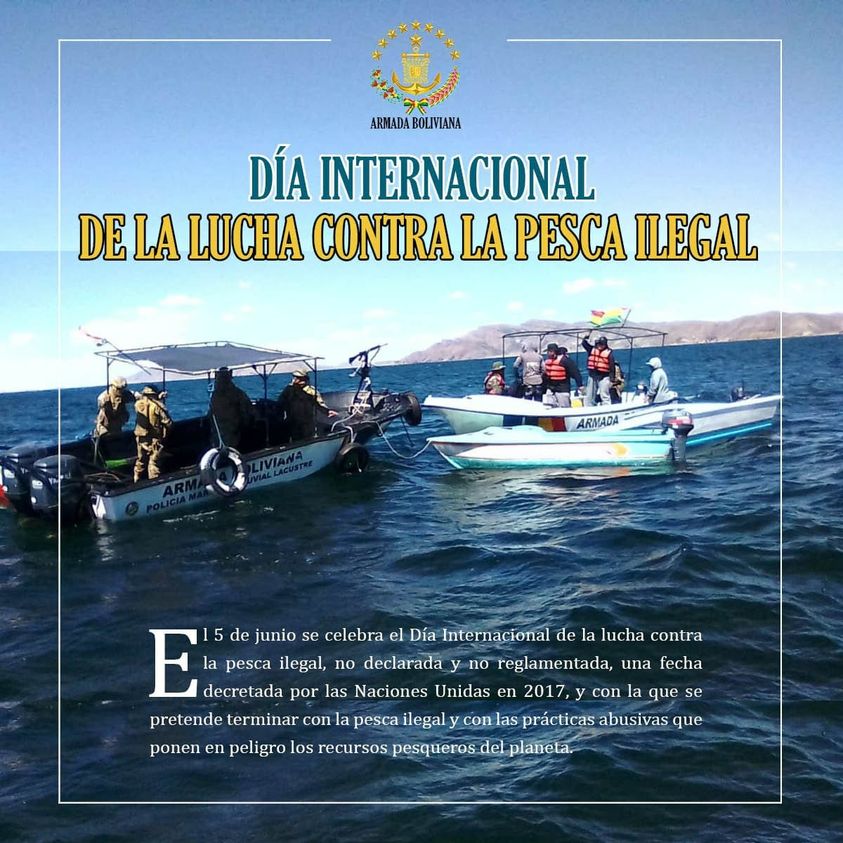 ARMADA BOLIVIANA
DÍA INTERNACIONAL
DE LA LUCHA CONTRA LA PESCA ILEGAL
ARMADA
ARMADA BOLIVIANA
POLICIA LACUSTRE
El 5 de junio se celebra el Día Internacional de la lucha contra
la pesca ilegal, no declarada y no reglamentada, una fecha
decretada por las Naciones Unidas en 2017, y con la que se
pretende terminar con la pesca ilegal y con las prácticas abusivas que
ponen en peligro los recursos pesqueros del planeta.